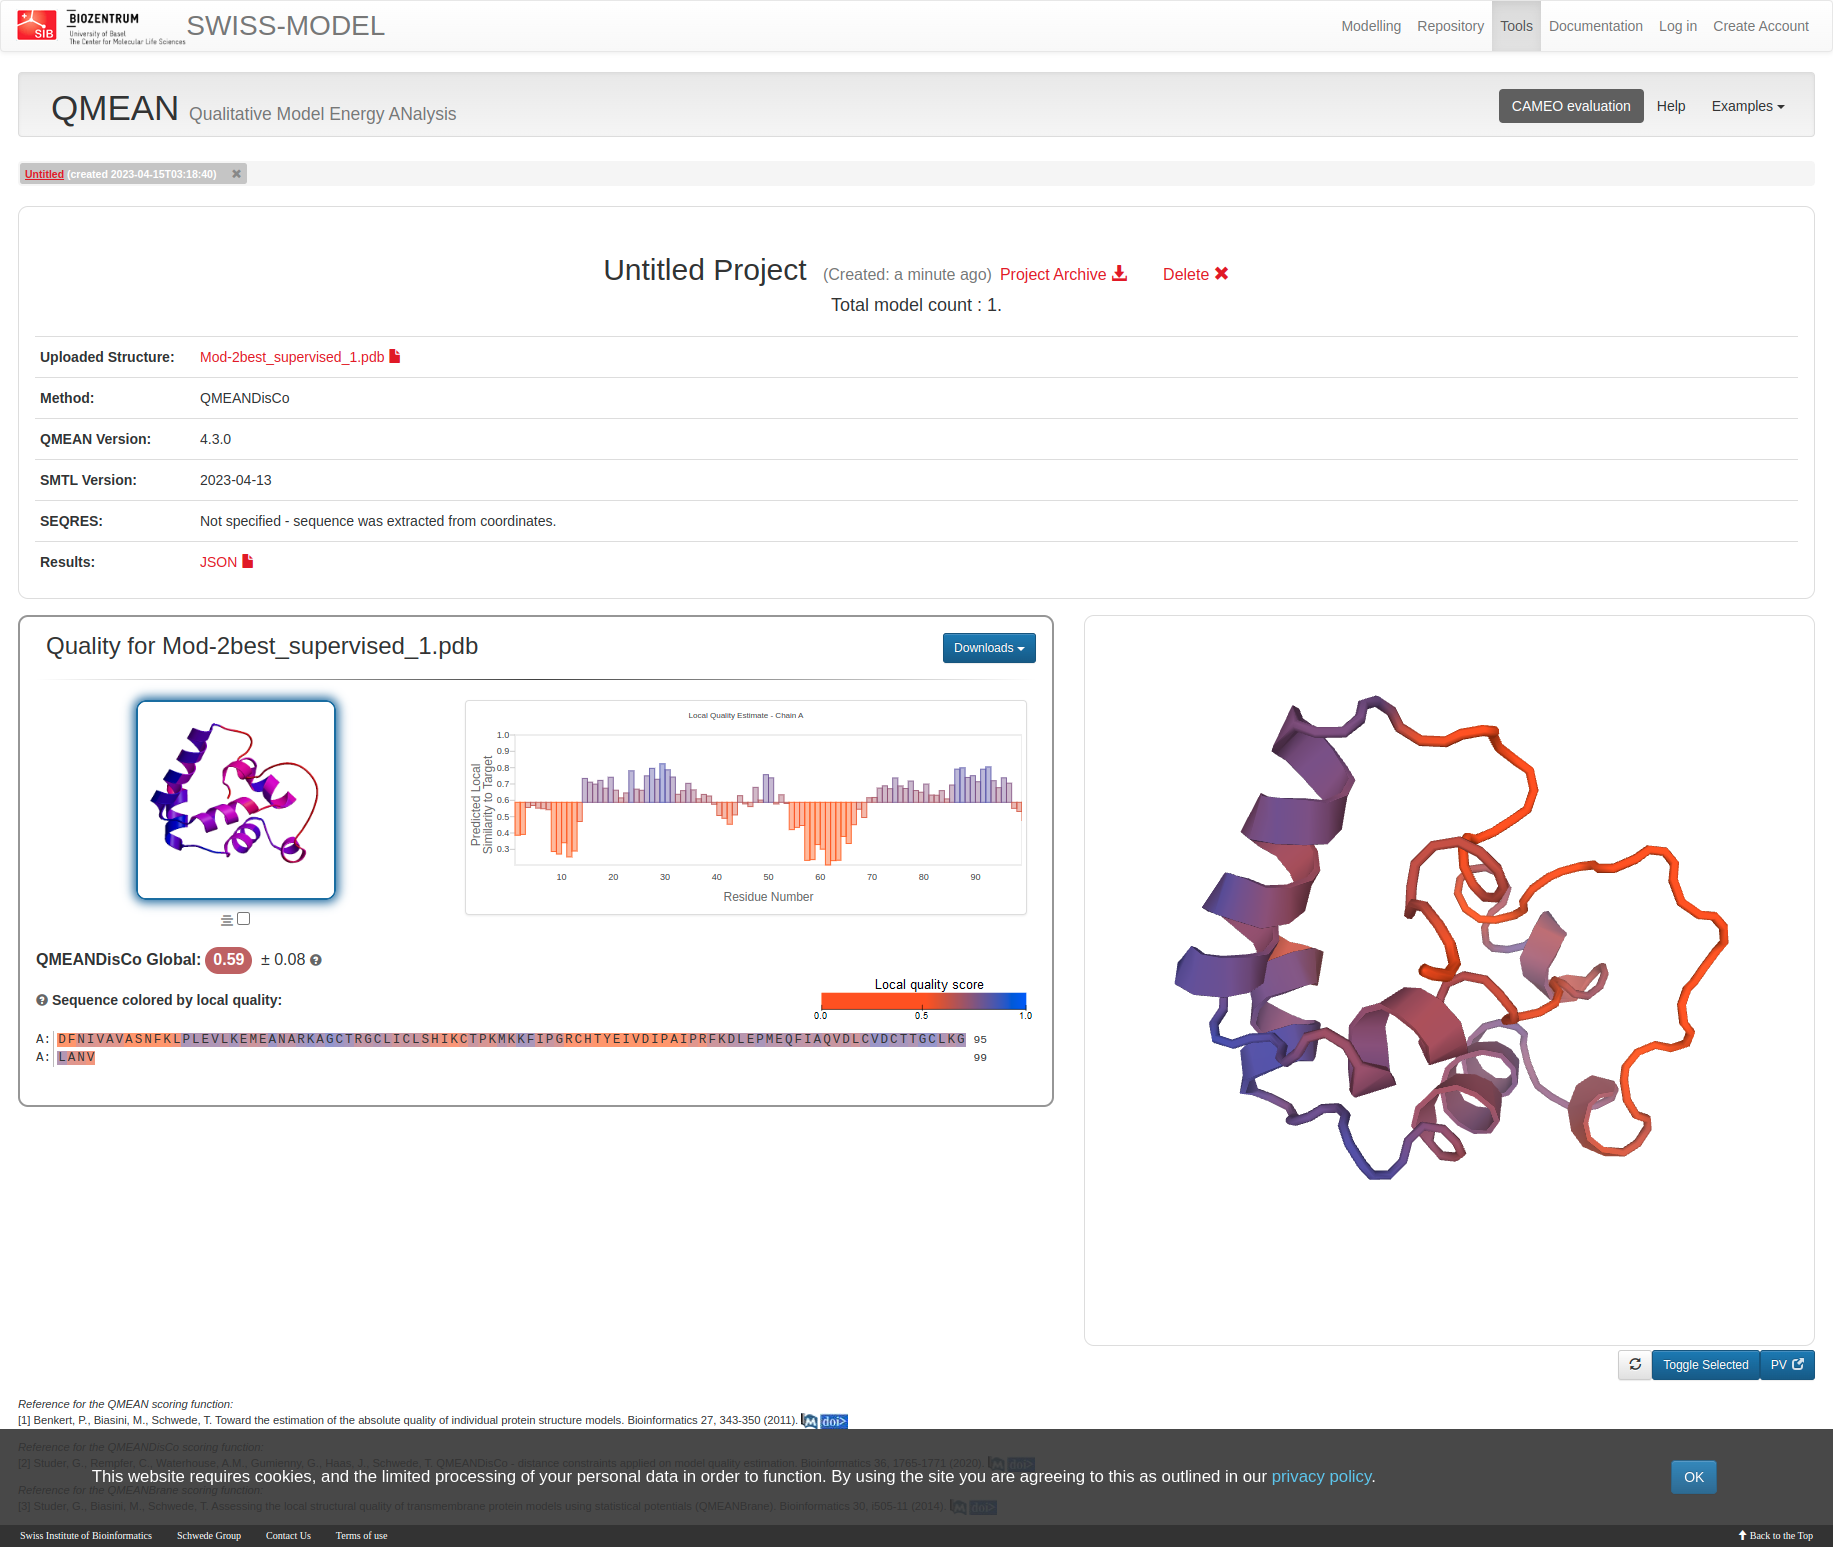 SIB
BIOZENTRUM
University of Basel
The Center for Molecular Life Sciences
SWISS-MODEL
Modelling Repository Tools Documentation Log in Create Account
QMEAN Qualitative Model Energy ANalysis
CAMEO evaluation Help Examples
Untitled (created 2023-04-15T03:18:40)
Untitled Project (Created: a minute ago) Project Archive Delete
Total model count : 1.
Uploaded Structure: Mod-2best_supervised_1.pdb
Method: QMEANDisCo
QMEAN Version: 4.3.0
SMTL Version: 2023-04-13
SEQRES: Not specified - sequence was extracted from coordinates.
Results: JSON
Quality for Mod-2best_supervised_1.pdb
Downloads
Local Quality Estimate - Chain A
Predicted Local
Similarity to Target
1.0
0.9
0.8
0.7
0.6
0.5
0.4
0.3
10 20 30 40 50 60 70 80 90
Residue Number
QMEANDisCo Global: 0.59 ± 0.08
Sequence colored by local quality:
Local quality score
0.0 0.5 1.0
A: DFNIVAVASNFKLPLEVLKEMEANARKAGCTRGCLICLSHIKCTPKMKKFIPGRCHTYEIVDIPAIPRFKDLEPMEQFIAQVDLCVDCTTGCLKG 95
A: LANV 99
Toggle Selected PV
Reference for the QMEAN scoring function:
[1] Benkert, P., Biasini, M., Schwede, T. Toward the estimation of the absolute quality of individual protein structure models. Bioinformatics 27, 343-350 (2011). doi>
Reference for the QMEANDisCo scoring function:
[2] Studer, G., Rempfer, C., Waterhouse, A.M., Gumienny, G., Haas, J., Schwede, T. QMEANDisCo - distance constraints applied on model quality estimation. Bioinformatics 36, 1765-1771 (2020). doi>
This website requires cookies, and the limited processing of your personal data in order to function. By using the site you are agreeing to this as outlined in our privacy policy.
OK
Reference for the QMEANBrane scoring function:
[3] Studer, G., Biasini, M., Schwede, T. Assessing the local structural quality of transmembrane protein models using statistical potentials (QMEANBrane). Bioinformatics 30, i505-11 (2014). doi>
Swiss Institute of Bioinformatics Schwede Group Contact Us Terms of use
Back to the Top